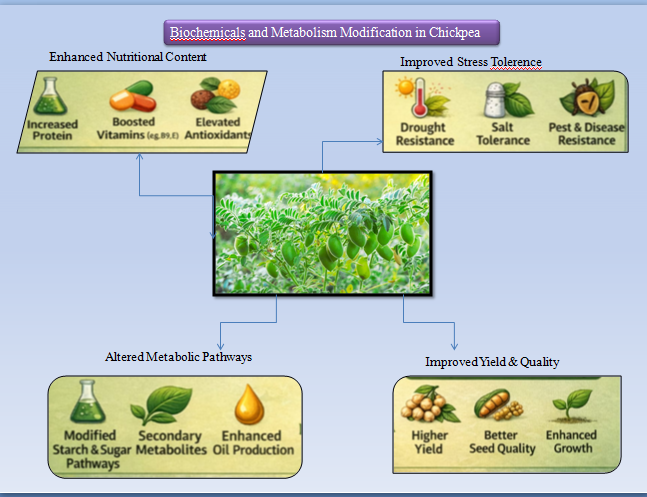 Biochemicals and Metabolism Modification in Chickpea
Enhanced Nutritional Content
Increased
Protein
Boosted
Vitamins (eg.B9,E)
Elevated
Antioxidants
Improved Stress Tolerence
Drought
Resistance
Salt
Tolerance
Pest & Disease
Resistance
Altered Metabolic Pathways
Modified
Starch & Sugar
Pathways
Secondary
Metabolites
Enhanced
Oil Production
Improved Yield & Quality
Higher
Yield
Better
Seed Quality
Enhanced
Growth